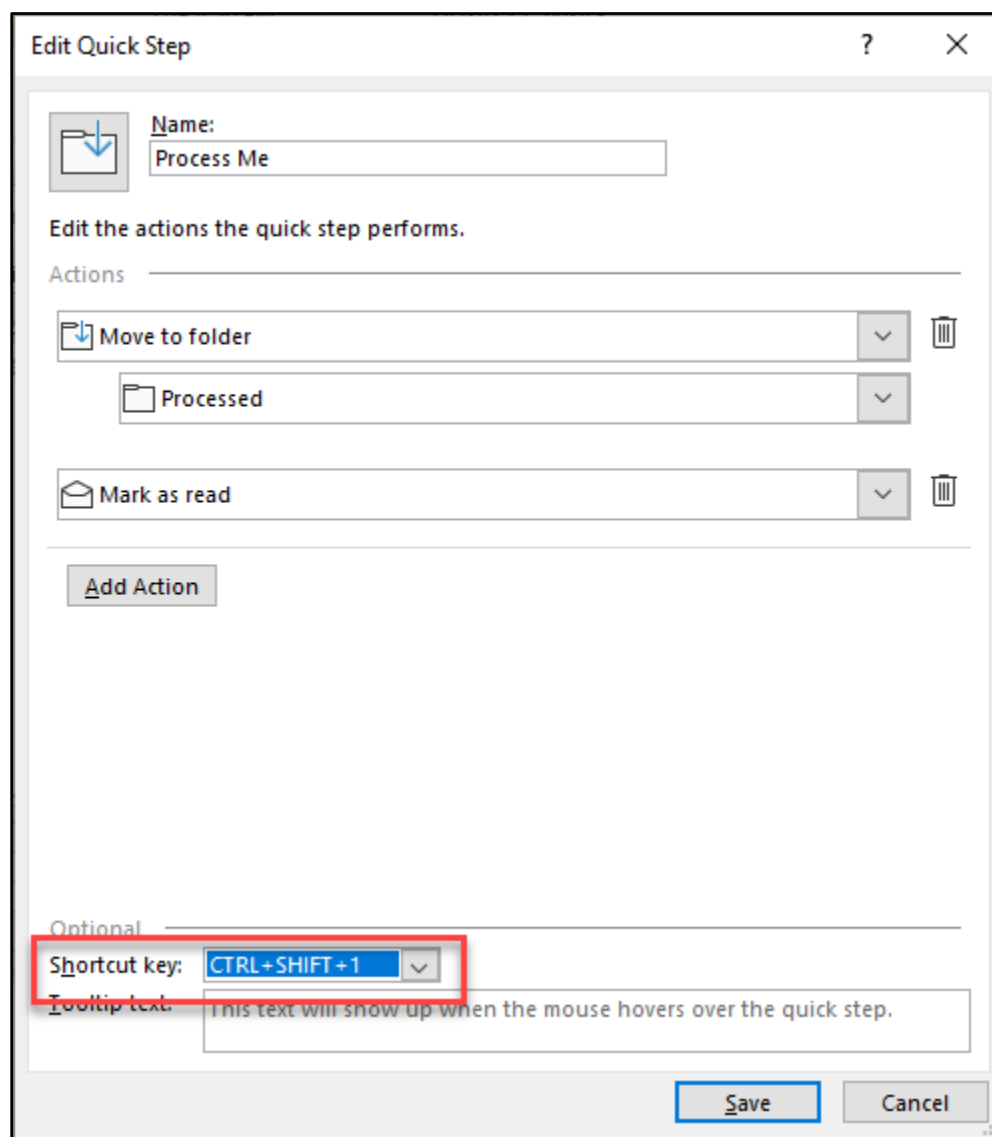 Edit Quick Step
?
Name:
Process Me
Edit the actions the quick step performs.
Actions
Move to folder
Processed
Mark as read
Add Action
Optional
Shortcut key: CTRL+SHIFT+1
Tooltip text: This text will show up when the mouse hovers over the quick step.
Save Cancel